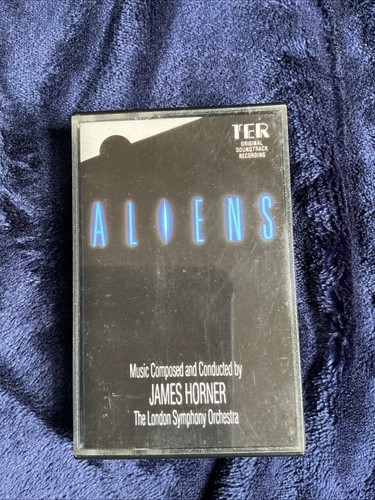 TER
ORIGINAL
SOUNDTRACK
RECORDING
ALIENS
Music Composed and Conducted by
JAMES HORNER
The London Symphony Orchestra